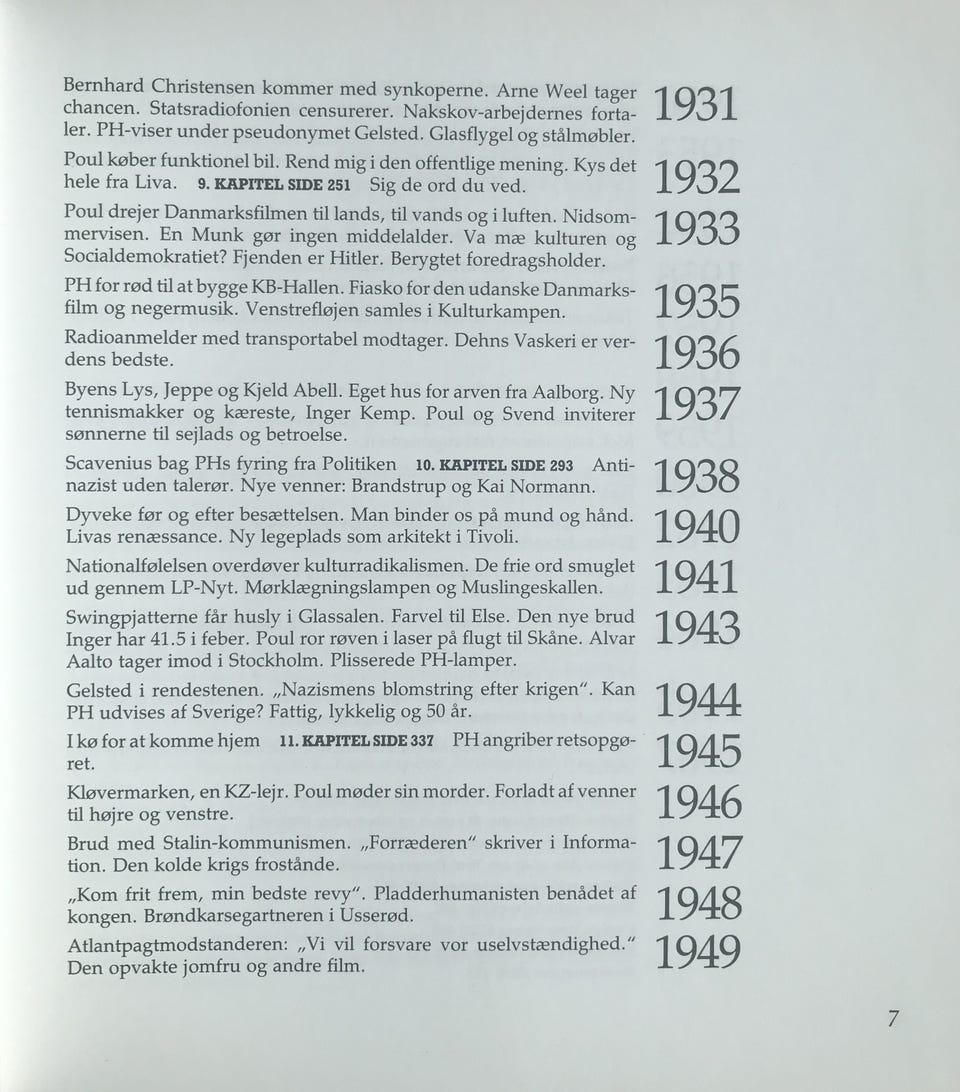 Bernhard Christensen kommer med synkoperne. Arne Weel tager
chancen. Statsradiofonien censurerer. Nakskov-arbejdernes forta-
ler. PH-viser under pseudonymet Gelsted. Glasflygel og stålmøbler.
1931
Poul køber funktionel bil. Rend mig i den offentlige mening. Kys det
hele fra Liva. 9. KAPITEL SIDE 251 Sig de ord du ved.
1932
Poul drejer Danmarksfilmen til lands, til vands og i luften. Nidsom-
mervisen. En Munk gør ingen middelalder. Va mæ kulturen og
Socialdemokratiet? Fjenden er Hitler. Berygtet foredragsholder.
1933
PH for rød til at bygge KB-Hallen. Fiasko for den udanske Danmarks-
film og negermusik. Venstrefløjen samles i Kulturkampen.
1935
Radioanmelder med transportabel modtager. Dehns Vaskeri er ver-
dens bedste.
1936
Byens Lys, Jeppe og Kjeld Abell. Eget hus for arven fra Aalborg. Ny
tennismakker og kæreste, Inger Kemp. Poul og Svend inviterer
sønnerne til sejlads og betroelse.
1937
Scavenius bag PHs fyring fra Politiken 10. KAPITEL SIDE 293 Anti-
nazist uden talerør. Nye venner: Brandstrup og Kai Normann.
1938
Dyveke før og efter besættelsen. Man binder os på mund og hånd.
Livas renæssance. Ny legeplads som arkitekt i Tivoli.
1940
Nationalfølelsen overdøver kulturradikalismen. De frie ord smuglet
ud gennem LP-Nyt. Mørklægningslampen og Muslingeskallen.
1941
Swingpjatterne får husly i Glassalen. Farvel til Else. Den nye brud
Inger har 41.5 i feber. Poul ror røven i laser på flugt til Skåne. Alvar
Aalto tager imod i Stockholm. Plisserede PH-lamper.
1943
Gelsted i rendestenen. „Nazismens blomstring efter krigen". Kan
PH udvises af Sverige? Fattig, lykkelig og 50 år.
1944
I kø for at komme hjem 11. KAPITEL SIDE 337 PH angriber retsopgø-
ret.
1945
Kløvermarken, en KZ-lejr. Poul møder sin morder. Forladt af venner
til højre og venstre.
1946
Brud med Stalin-kommunismen. „Forræderen" skriver i Informa-
tion. Den kolde krigs frostånde.
1947
„Kom frit frem, min bedste revy". Pladderhumanisten benådet af
kongen. Brøndkarsegartneren i Usserød.
1948
Atlantpagtmodstanderen: „Vi vil forsvare vor uselvstændighed."
Den opvakte jomfru og andre film.
1949
7